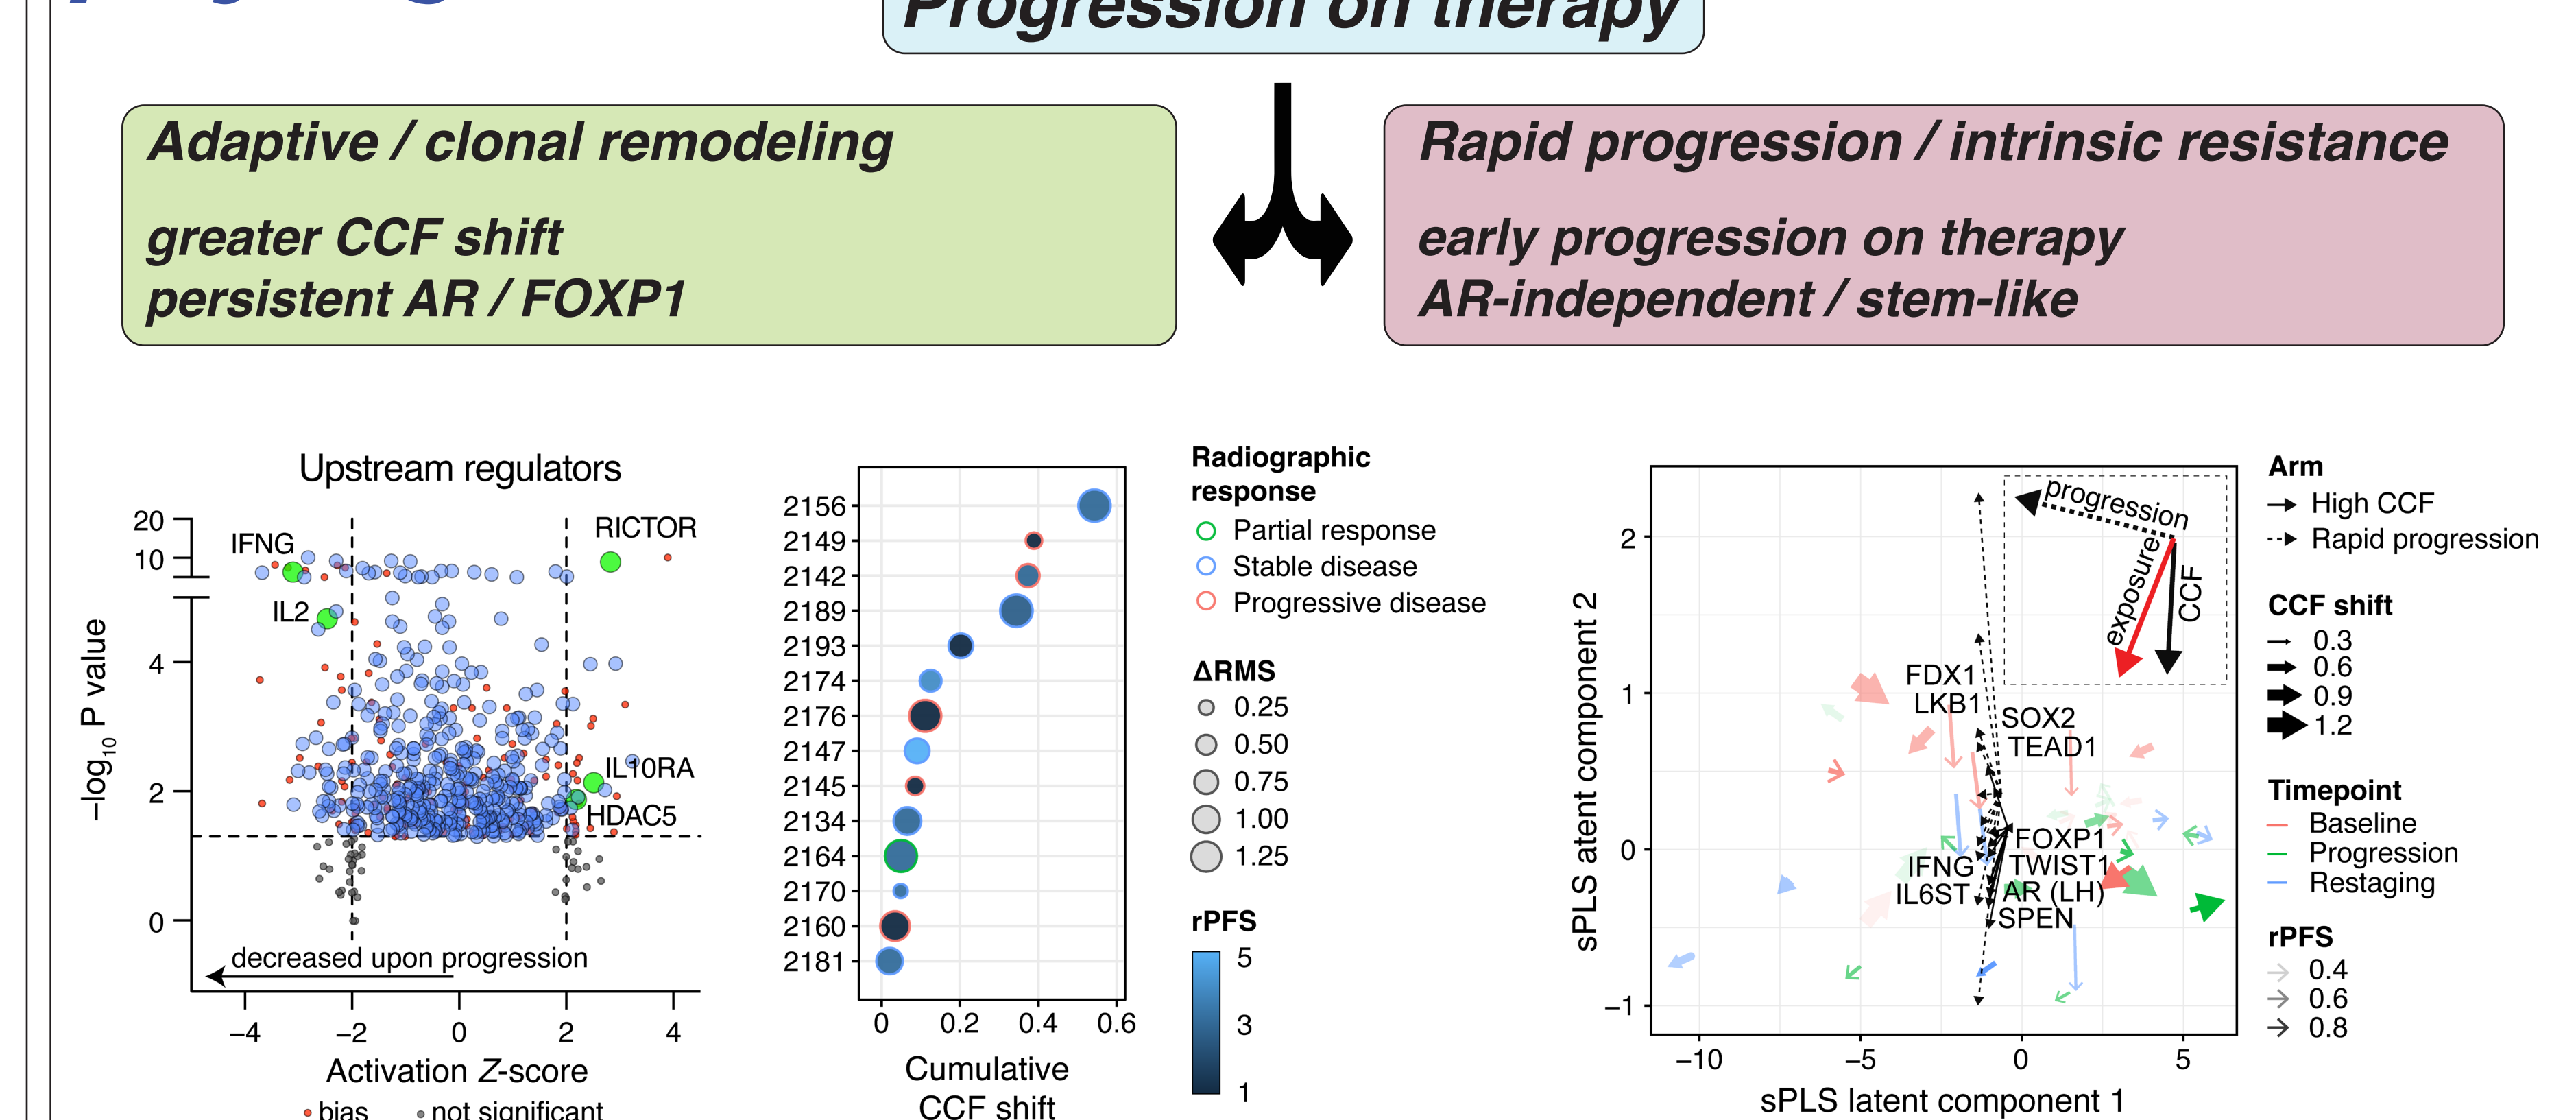 Progression on therapy
Adaptive / clonal remodeling
greater CCF shift
persistent AR / FOXP1
Rapid progression / intrinsic resistance
early progression on therapy
AR-independent / stem-like
Upstream regulators
–log10 P value
20
10
4
2
0
IFNG
IL2
RICTOR
IL10RA
HDAC5
decreased upon progression
−4
−2
0
2
4
Activation Z-score
bias
not significant
2156
2149
2142
2189
2193
2174
2176
2147
2145
2134
2164
2170
2160
2181
0
0.2
0.4
0.6
Cumulative
CCF shift
Radiographic
response
Partial response
Stable disease
Progressive disease
ΔRMS
0.25
0.50
0.75
1.00
1.25
rPFS
5
3
1
sPLS atent component 2
2
1
0
−1
progression
exposure
CCF
FDX1
LKB1
SOX2
TEAD1
FOXP1
IFNG
TWIST1
IL6ST
AR (LH)
SPEN
−10
−5
0
5
sPLS latent component 1
Arm
High CCF
Rapid progression
CCF shift
0.3
0.6
0.9
1.2
Timepoint
Baseline
Progression
Restaging
rPFS
0.4
0.6
0.8